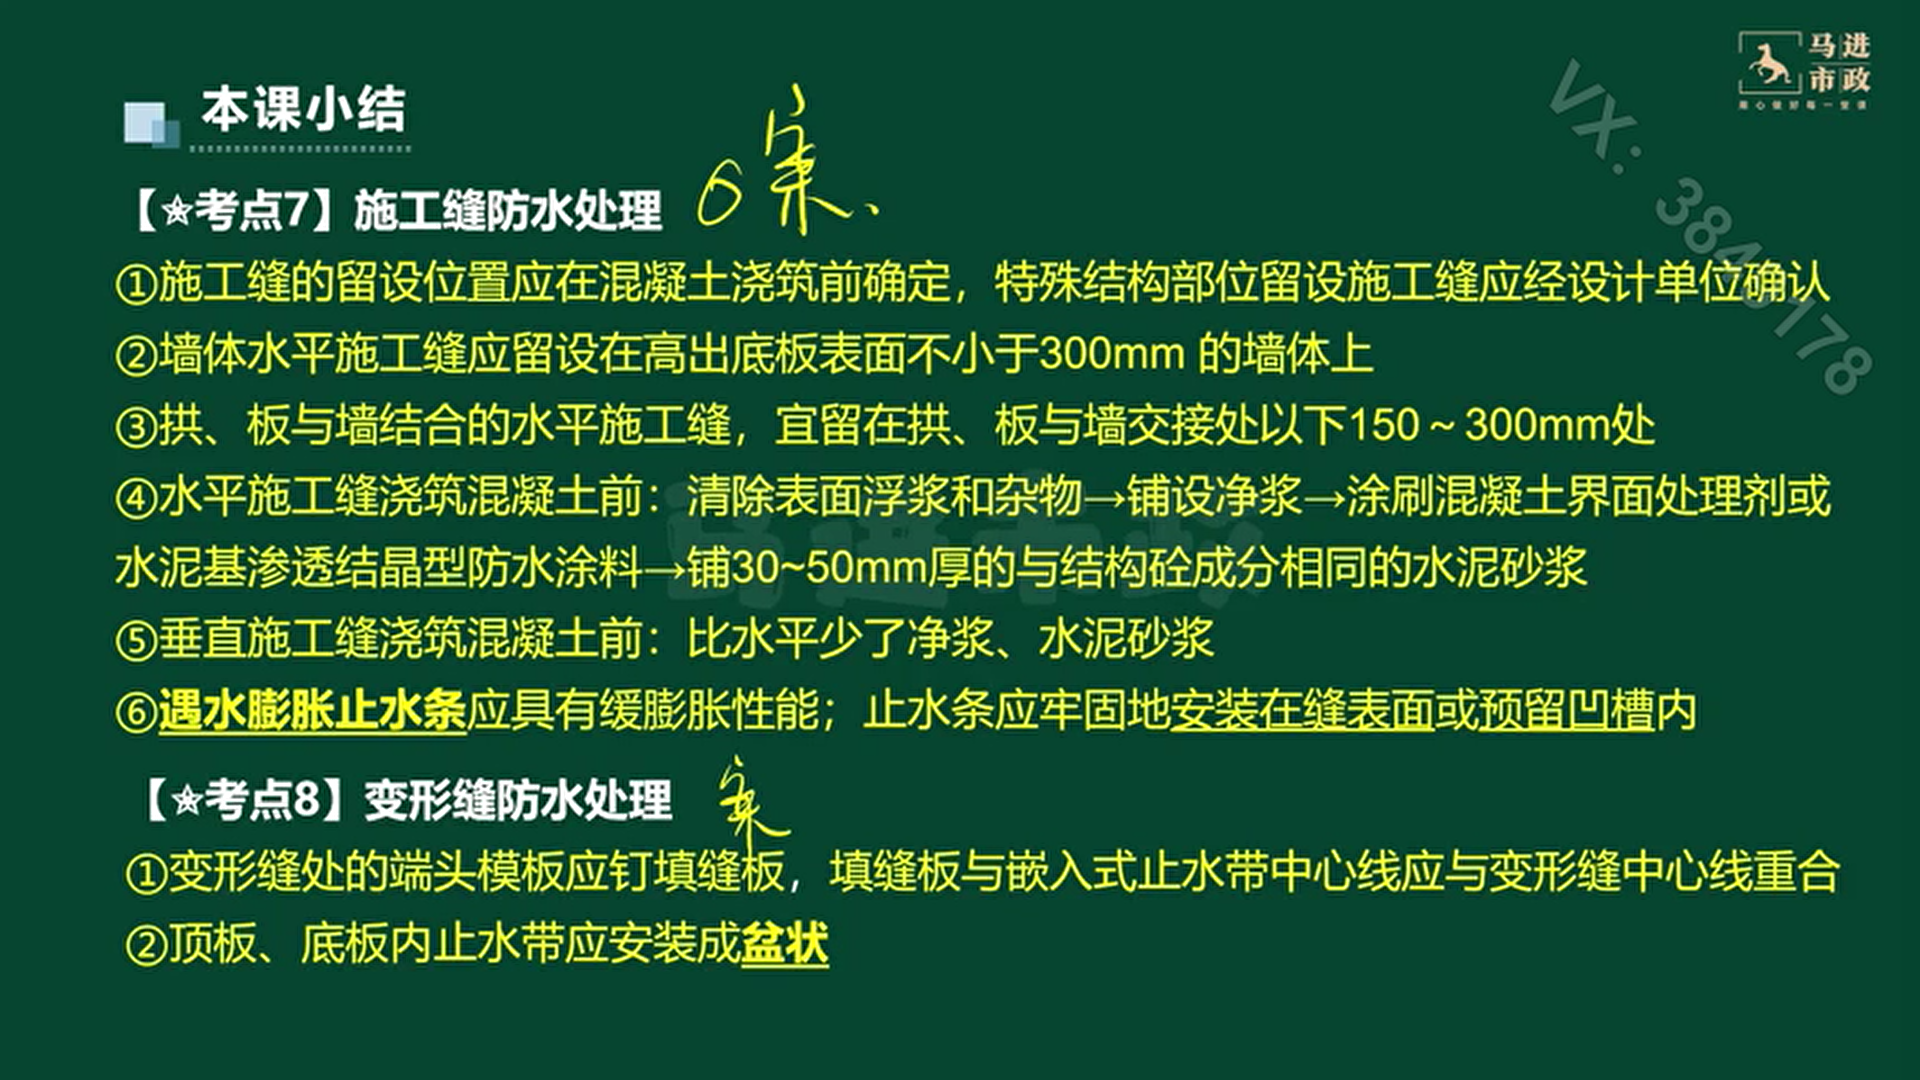 马进
市政
用心做好每一堂课
本课小结
【☆考点7】施工缝防水处理 6案、
①施工缝的留设位置应在混凝土浇筑前确定，特殊结构部位留设施工缝应经设计单位确认
②墙体水平施工缝应留设在高出底板表面不小于300mm 的墙体上
③拱、板与墙结合的水平施工缝，宜留在拱、板与墙交接处以下150～300mm处
④水平施工缝浇筑混凝土前：清除表面浮浆和杂物→铺设净浆→涂刷混凝土界面处理剂或
水泥基渗透结晶型防水涂料→铺30~50mm厚的与结构砼成分相同的水泥砂浆
⑤垂直施工缝浇筑混凝土前：比水平少了净浆、水泥砂浆
⑥遇水膨胀止水条应具有缓膨胀性能；止水条应牢固地安装在缝表面或预留凹槽内
【☆考点8】变形缝防水处理 案
①变形缝处的端头模板应钉填缝板，填缝板与嵌入式止水带中心线应与变形缝中心线重合
②顶板、底板内止水带应安装成盆状
马进市政